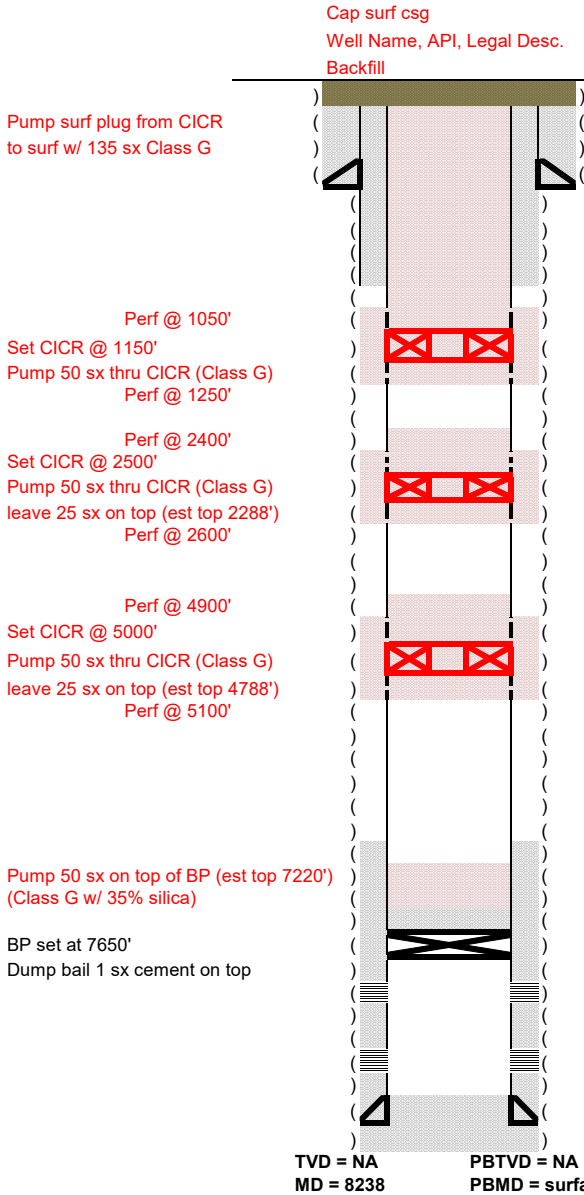 Cap surf csg
Well Name, API, Legal Desc.
Backfill
Pump surf plug from CICR
to surf w/ 135 sx Class G
Perf @ 1050'
Set CICR @ 1150'
Pump 50 sx thru CICR (Class G)
Perf @ 1250'
Perf @ 2400'
Set CICR @ 2500'
Pump 50 sx thru CICR (Class G)
leave 25 sx on top (est top 2288')
Perf @ 2600'
Perf @ 4900'
Set CICR @ 5000'
Pump 50 sx thru CICR (Class G)
leave 25 sx on top (est top 4788')
Perf @ 5100'
Pump 50 sx on top of BP (est top 7220')
(Class G w/ 35% silica)
BP set at 7650'
Dump bail 1 sx cement on top
TVD = NA PBTVD = NA
MD = 8238 PBMD = surfa